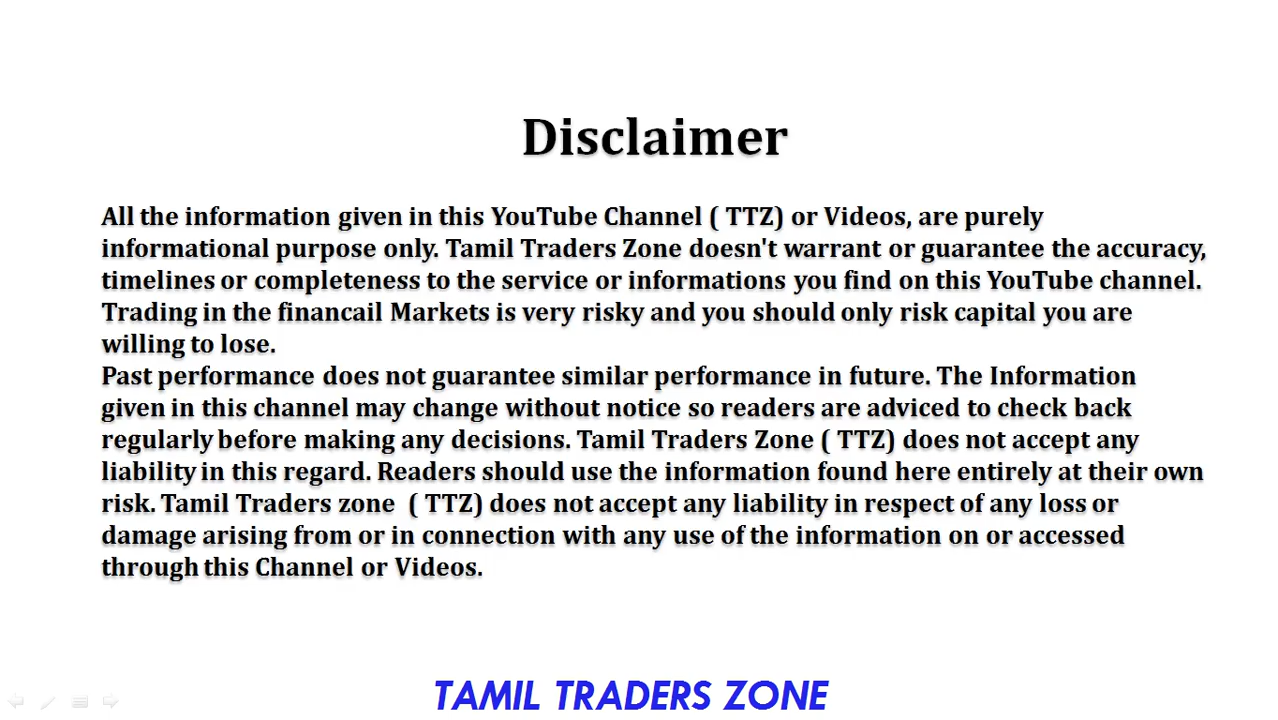 Disclaimer
All the information given in this YouTube Channel ( TTZ) or Videos, are purely
informational purpose only. Tamil Traders Zone doesn't warrant or guarantee the accuracy,
timelines or completeness to the service or informations you find on this YouTube channel.
Trading in the financail Markets is very risky and you should only risk capital you are
willing to lose.
Past performance does not guarantee similar performance in future. The Information
given in this channel may change without notice so readers are adviced to check back
regularly before making any decisions. Tamil Traders Zone ( TTZ) does not accept any
liability in this regard. Readers should use the information found here entirely at their own
risk. Tamil Traders zone  ( TTZ) does not accept any liability in respect of any loss or
damage arising from or in connection with any use of the information on or accessed
through this Channel or Videos.
TAMIL TRADERS ZONE